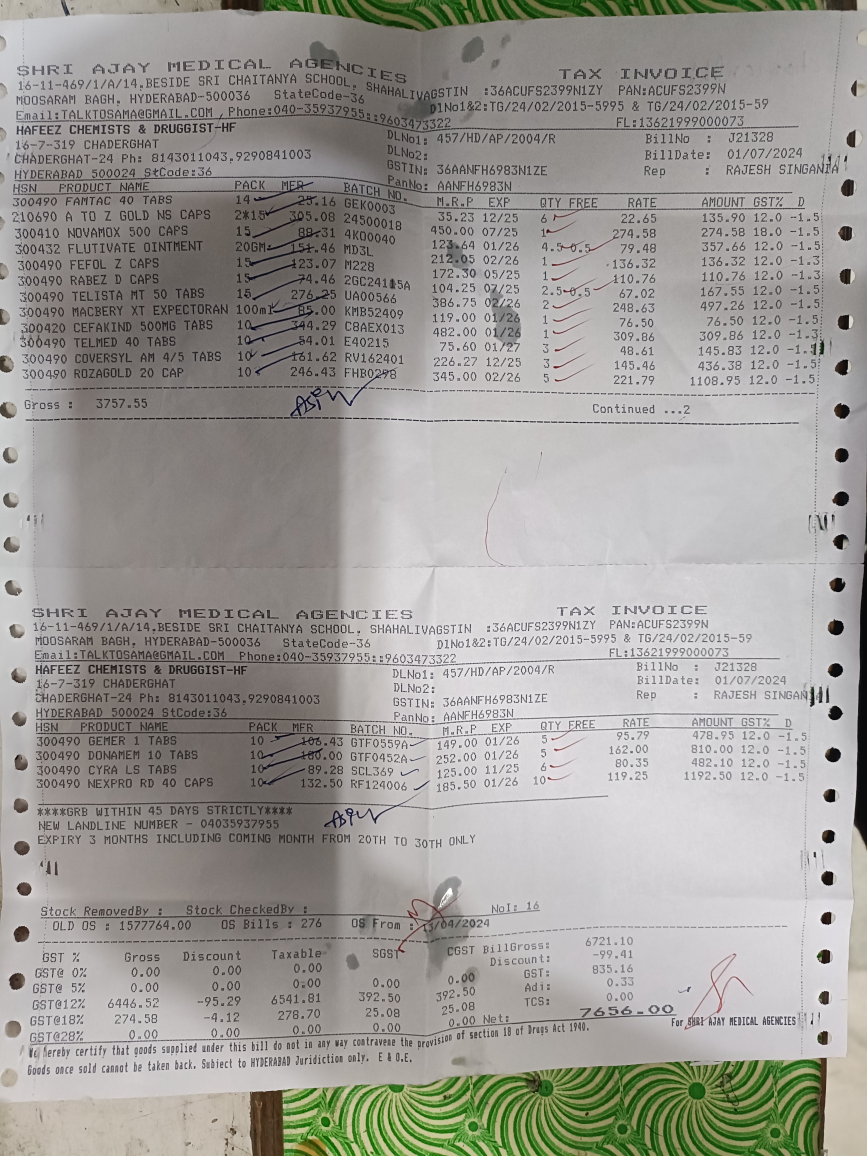 SHRI AJAY MEDICAL AGENCIES TAX INVOICE
16-11-469/1/A/14,BESIDE SRI CHAITANYA SCHOOL, SHAHALIVAGSTIN :36ACUFS2399N1ZY PAN:ACUFS2399N
MOOSARAM BAGH, HYDERABAD-500036 StateCode-36 D1No1&2:TG/24/02/2015-5995 & TG/24/02/2015-59
Email:TALKTOSAMA@GMAIL.COM ,Phone:040-35937955::9603473322 FL:13621999000073
HAFEEZ CHEMISTS & DRUGGIST-HF DLNo1: 457/HD/AP/2004/R BillNo : J21328
16-7-319 CHADERGHAT DLNo2: BillDate: 01/07/2024
CHADERGHAT-24 Ph: 8143011043,9290841003 GSTIN: 36AANFH6983N1ZE Rep : RAJESH SINGANIA
HYDERABAD 500024 StCode:36 PanNo: AANFH6983N
HSN PRODUCT NAME PACK MFR BATCH NO. M.R.P EXP QTY FREE RATE AMOUNT GST% D
300490 FAMTAC 40 TABS 14 25.16 GEK0003 35.23 12/25 6 22.65 135.90 12.0 -1.5
210690 A TO Z GOLD NS CAPS 2*15 305.08 24500018 450.00 07/25 1 274.58 274.58 18.0 -1.5
300410 NOVAMOX 500 CAPS 15 88.31 4K00040 123.64 01/26 4.5 0.5 79.48 357.66 12.0 -1.5
300432 FLUTIVATE OINTMENT 20GM 151.46 MD3L 212.05 02/26 1 136.32 136.32 12.0 -1.3
300490 FEFOL Z CAPS 15 123.07 M228 172.30 05/25 1 110.76 110.76 12.0 -1.3
300490 RABEZ D CAPS 15 74.46 2GC24115A 104.25 07/25 2.5 0.5 67.02 167.55 12.0 -1.5
300490 TELISTA MT 50 TABS 15 276.25 UA00566 386.75 02/26 2 248.63 497.26 12.0 -1.5
300490 MACBERY XT EXPECTORAN 100ml 85.00 KMB52409 119.00 01/26 1 76.50 76.50 12.0 -1.5
300420 CEFAKIND 500MG TABS 10 344.29 C8AEX013 482.00 01/26 1 309.86 309.86 12.0 -1.3
300490 TELMED 40 TABS 10 54.01 E40215 75.60 01/27 3 48.61 145.83 12.0
300490 COVERSYL AM 4/5 TABS 10 161.62 RV162401 226.27 12/25 3 145.46 436.38 12.0 -1.5
300490 ROZAGOLD 20 CAP 10 246.43 FHB0298 345.00 02/26 5 221.79 1108.95 12.0 -1.5
Gross : 3757.55 Continued ...2
SHRI AJAY MEDICAL AGENCIES TAX INVOICE
16-11-469/1/A/14,BESIDE SRI CHAITANYA SCHOOL, SHAHALIVAGSTIN :36ACUFS2399N1ZY PAN:ACUFS2399N
MOOSARAM BAGH, HYDERABAD-500036 StateCode-36 D1No1&2:TG/24/02/2015-5995 & TG/24/02/2015-59
Email:TALKTOSAMA@GMAIL.COM Phone:040-35937955::9603473322 FL:13621999000073
HAFEEZ CHEMISTS & DRUGGIST-HF DLNo1: 457/HD/AP/2004/R BillNo : J21328
16-7-319 CHADERGHAT DLNo2: BillDate: 01/07/2024
CHADERGHAT-24 Ph: 8143011043,9290841003 GSTIN: 36AANFH6983N1ZE Rep : RAJESH SINGAN
HYDERABAD 500024 StCode:36 PanNo: AANFH6983N
HSN PRODUCT NAME PACK MFR BATCH NO. M.R.P EXP QTY FREE RATE AMOUNT GST% D
300490 GEMER 1 TABS 10 106.43 GTF0559A 149.00 01/26 5 95.79 478.95 12.0 -1.5
300490 DONAMEM 10 TABS 10 180.00 GTF0452A 252.00 01/26 5 162.00 810.00 12.0 -1.5
300490 CYRA LS TABS 10 89.28 SCL369 125.00 11/25 6 80.35 482.10 12.0 -1.5
300490 NEXPRO RD 40 CAPS 10 132.50 RF124006 185.50 01/26 10 119.25 1192.50 12.0 -1.5
****GRB WITHIN 45 DAYS STRICTLY****
NEW LANDLINE NUMBER - 04035937955
EXPIRY 3 MONTHS INCLUDING COMING MONTH FROM 20TH TO 30TH ONLY
Stock RemovedBy : Stock CheckedBy : NoI: 16
OLD OS : 1577764.00 OS Bills : 276 OS From : 13/04/2024
GST % Gross Discount Taxable SGST CGST BillGross: 6721.10
GST@ 0% 0.00 0.00 0.00 Discount: -99.41
GST@ 5% 0.00 0.00 0.00 0.00 0.00 GST: 835.16
GST@12% 6446.52 -95.29 6541.81 392.50 392.50 Adj: 0.33
GST@18% 274.58 -4.12 278.70 25.08 25.08 TCS: 0.00
GST@28% 0.00 0.00 0.00 0.00 0.00 Net: 7656.00
For SHRI AJAY MEDICAL AGENCIES
We hereby certify that goods supplied under this bill do not in any way contravene the provision of section 18 of Drugs Act 1940.
Goods once sold cannot be taken back. Subject to HYDERABAD Juridiction only. E & O.E.